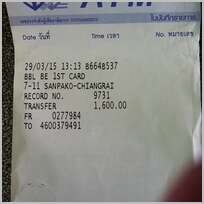 ATM
ใบบันทึกรายการ
Date วันที่ Time เวลา No. หมายเลข
29/03/15 13:13 B6648537
BBL BE 1ST CARD
7-11 SANPAKO-CHIANGRAI
RECORD NO. 9731
TRANSFER 1,600.00
FR 0277984
TO 4600379491